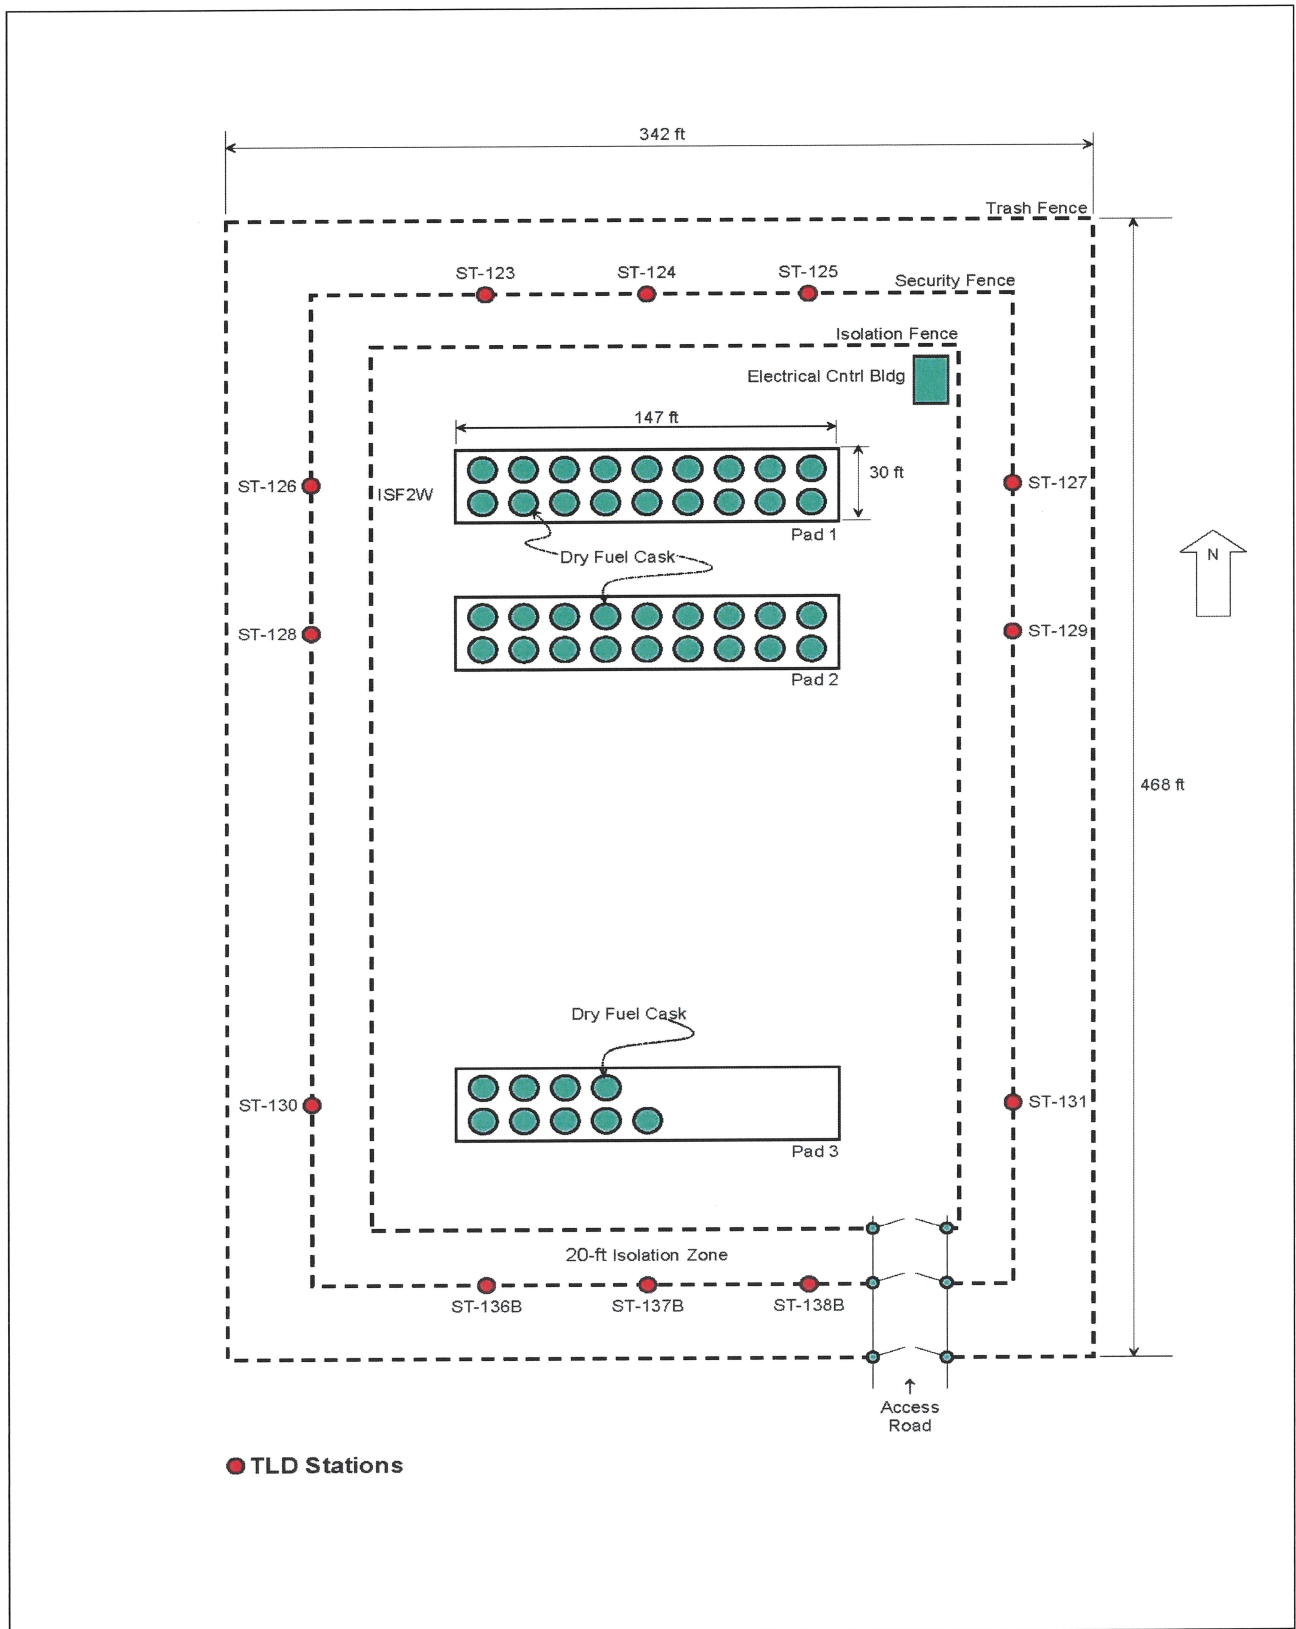 342 ft
Trash Fence
ST-123
ST-124
ST-125
Security Fence
Isolation Fence
Electrical Cntrl Bldg
147 ft
30 ft
ST-126
ISF2W
ST-127
Pad 1
Dry Fuel Cask
N
ST-128
ST-129
Pad 2
468 ft
Dry Fuel Cask
ST-130
ST-131
Pad 3
20-ft Isolation Zone
ST-136B
ST-137B
ST-138B
Access
Road
TLD Stations